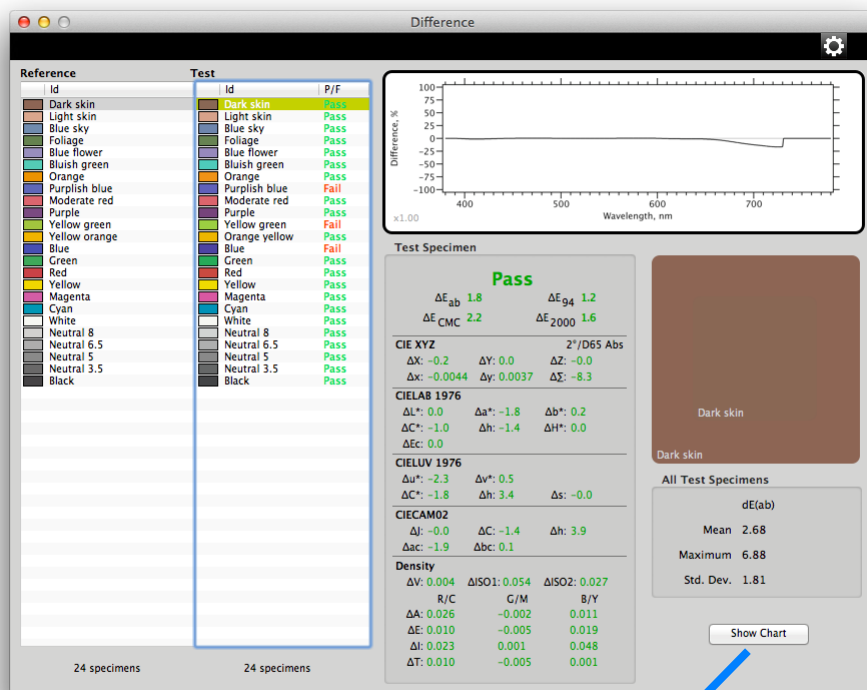 Difference
Reference Test
Id Id P/F
Dark skin Dark skin Pass
Light skin Light skin Pass
Blue sky Blue sky Pass
Foliage Foliage Pass
Blue flower Blue flower Pass
Bluish green Bluish green Pass
Orange Orange Pass
Purplish blue Purplish blue Fail
Moderate red Moderate red Pass
Purple Purple Pass
Yellow green Yellow green Fail
Yellow orange Orange yellow Pass
Blue Blue Fail
Green Green Pass
Red Red Pass
Yellow Yellow Pass
Magenta Magenta Pass
Cyan Cyan Pass
White White Pass
Neutral 8 Neutral 8 Pass
Neutral 6.5 Neutral 6.5 Pass
Neutral 5 Neutral 5 Pass
Neutral 3.5 Neutral 3.5 Pass
Black Black Pass
24 specimens 24 specimens
Difference, %
100
75
50
25
0
-25
-50
-75
-100
400 500 600 700
Wavelength, nm
x1.00
Test Specimen
Pass
ΔEab 1.8 ΔE94 1.2
ΔECMC 2.2 ΔE2000 1.6
CIE XYZ 2°/D65 Abs
ΔX: -0.2 ΔY: 0.0 ΔZ: -0.0
Δx: -0.0044 Δy: 0.0037 ΔΣ: -8.3
CIELAB 1976
ΔL*: 0.0 Δa*: -1.8 Δb*: 0.2
ΔC*: -1.0 Δh: -1.4 ΔH*: 0.0
ΔEc: 0.0
CIELUV 1976
Δu*: -2.3 Δv*: 0.5
ΔC*: -1.8 Δh: 3.4 Δs: -0.0
CIECAM02
ΔJ: -0.0 ΔC: -1.4 Δh: 3.9
Δac: -1.9 Δbc: 0.1
Density
ΔV: 0.004 ΔISO1: 0.054 ΔISO2: 0.027
R/C G/M B/Y
ΔA: 0.026 -0.002 0.011
ΔE: 0.010 -0.005 0.019
ΔI: 0.023 0.001 0.048
ΔT: 0.010 -0.005 0.001
Dark skin
Dark skin
All Test Specimens
dE(ab)
Mean 2.68
Maximum 6.88
Std. Dev. 1.81
Show Chart